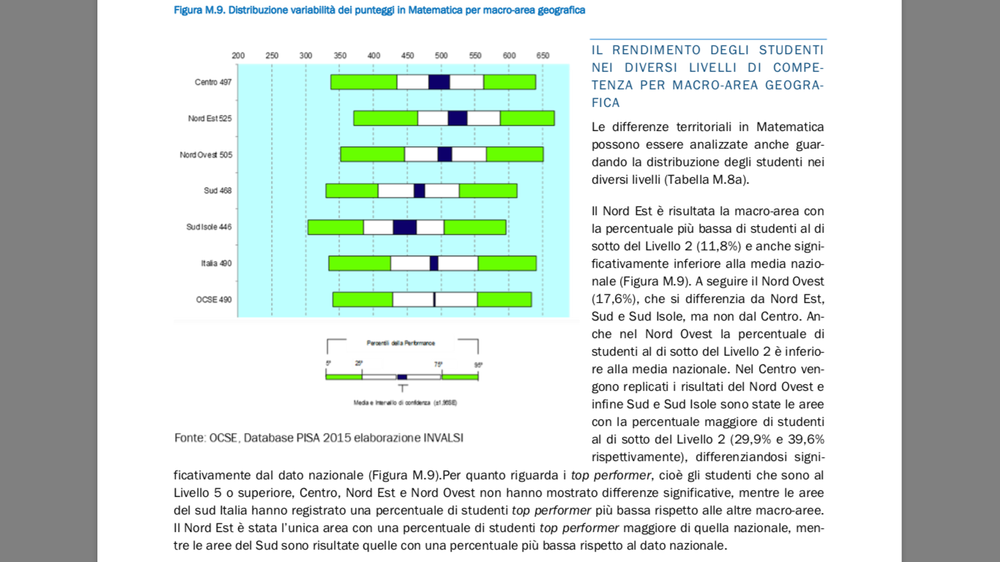 Figura M.9. Distribuzione variabilità dei punteggi in Matematica per macro-area geografica
200 250 300 350 400 450 500 550 600 650
Centro 497
Nord Est 525
Nord Ovest 505
Sud 468
Sud Isole 446
Italia 490
OCSE 490
Percentili della Performance
5° 25° 75° 95°
Media e Intervallo di confidenza (±1,96SE)
Fonte: OCSE, Database PISA 2015 elaborazione INVALSI
IL RENDIMENTO DEGLI STUDENTI
NEI DIVERSI LIVELLI DI COMPE-
TENZA PER MACRO-AREA GEOGRA-
FICA
Le differenze territoriali in Matematica
possono essere analizzate anche guar-
dando la distribuzione degli studenti nei
diversi livelli (Tabella M.8a).
Il Nord Est è risultata la macro-area con
la percentuale più bassa di studenti al di
sotto del Livello 2 (11,8%) e anche signi-
ficativamente inferiore alla media nazio-
nale (Figura M.9). A seguire il Nord Ovest
(17,6%), che si differenzia da Nord Est,
Sud e Sud Isole, ma non dal Centro. An-
che nel Nord Ovest la percentuale di
studenti al di sotto del Livello 2 è inferio-
re alla media nazionale. Nel Centro ven-
gono replicati i risultati del Nord Ovest e
infine Sud e Sud Isole sono state le aree
con la percentuale maggiore di studenti
al di sotto del Livello 2 (29,9% e 39,6%
rispettivamente), differenziandosi signi-
ficativamente dal dato nazionale (Figura M.9).Per quanto riguarda i top performer, cioè gli studenti che sono al
Livello 5 o superiore, Centro, Nord Est e Nord Ovest non hanno mostrato differenze significative, mentre le aree
del sud Italia hanno registrato una percentuale di studenti top performer più bassa rispetto alle altre macro-aree.
Il Nord Est è stata l'unica area con una percentuale di studenti top performer maggiore di quella nazionale, men-
tre le aree del Sud sono risultate quelle con una percentuale più bassa rispetto al dato nazionale.